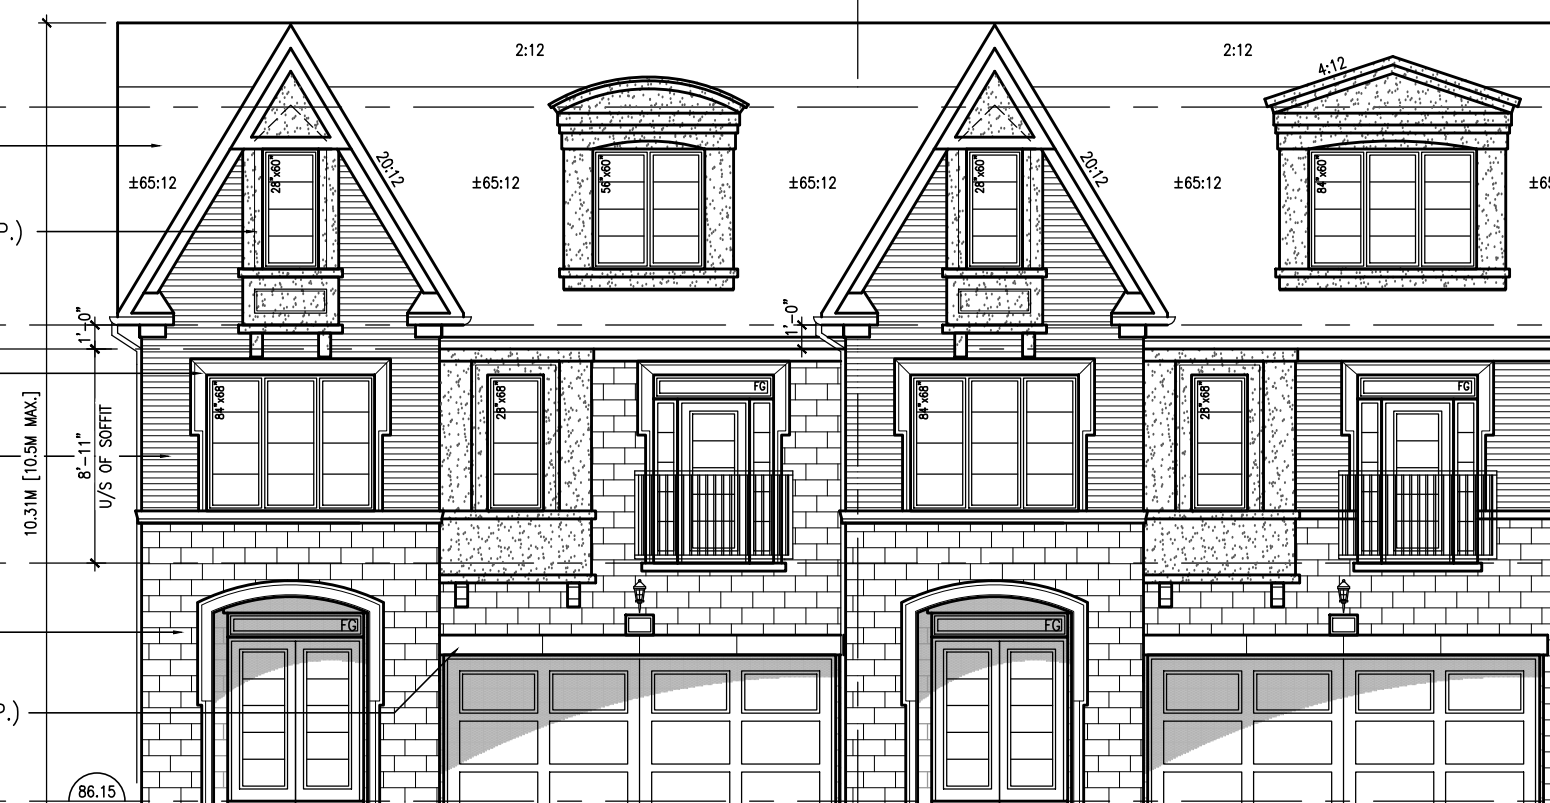 2:12
2:12
4:12
20:12
20:12
±65:12
±65:12
±65:12
±65:12
±65
28"x60"
56"x60"
28"x60"
84"x60"
P.)
1'-0"
1'-0"
84"x68"
28"x68"
FG
84"x68"
28"x68"
FG
10.31M [10.5M MAX.]
8'-11"
U/S OF SOFFIT
FG
FG
P.)
86.15